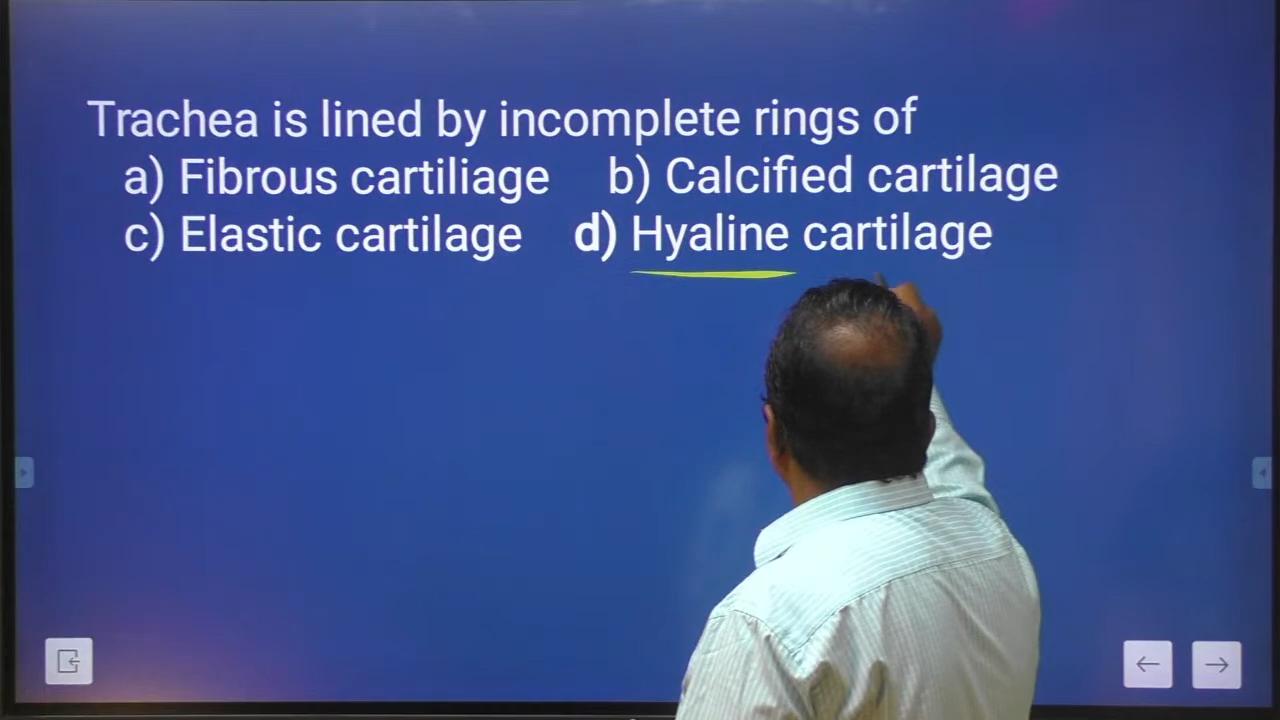 Trachea is lined by incomplete rings of
a) Fibrous cartiliage b) Calcified cartilage
c) Elastic cartilage d) Hyaline cartilage